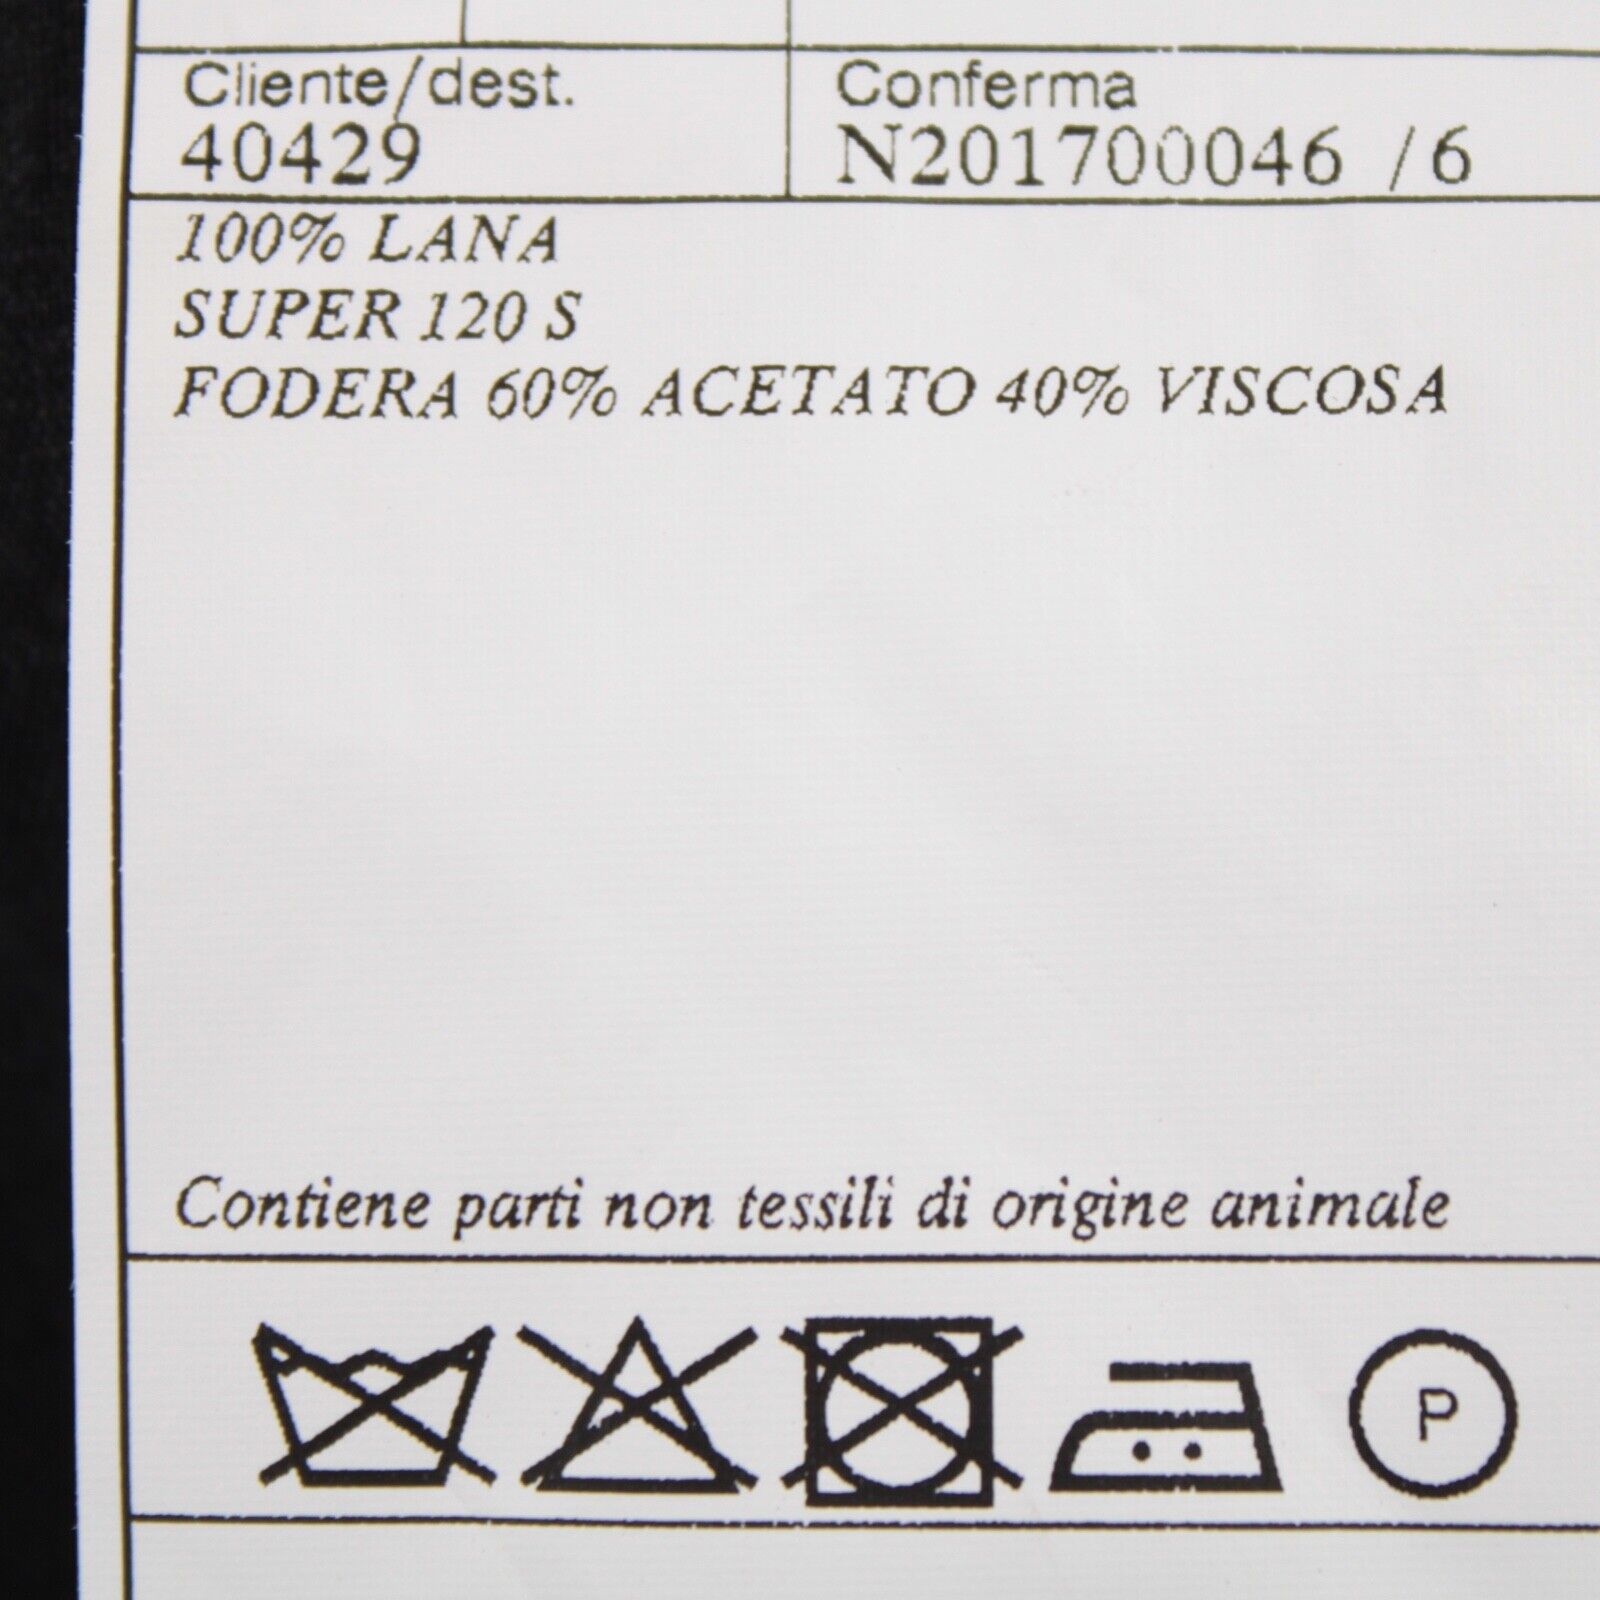 Cliente/dest.
40429
Conferma
N201700046 /6
100% LANA
SUPER 120 S
FODERA 60% ACETATO 40% VISCOSA
Contiene parti non tessili di origine animale
P